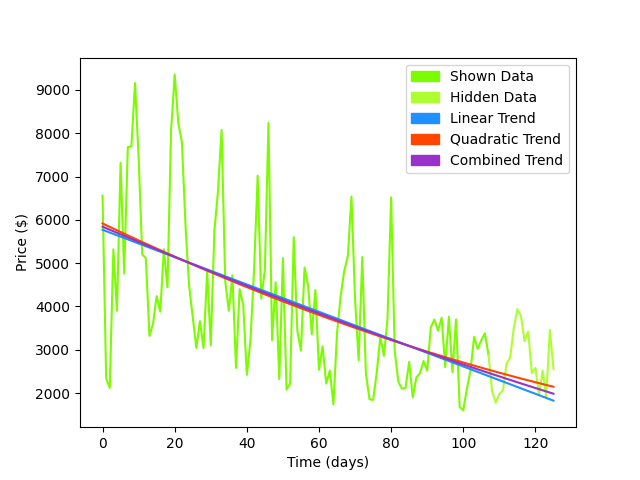 Shown Data
Hidden Data
Linear Trend
Quadratic Trend
Combined Trend
9000
8000
7000
6000
5000
4000
3000
2000
Price ($)
0 20 40 60 80 100 120
Time (days)